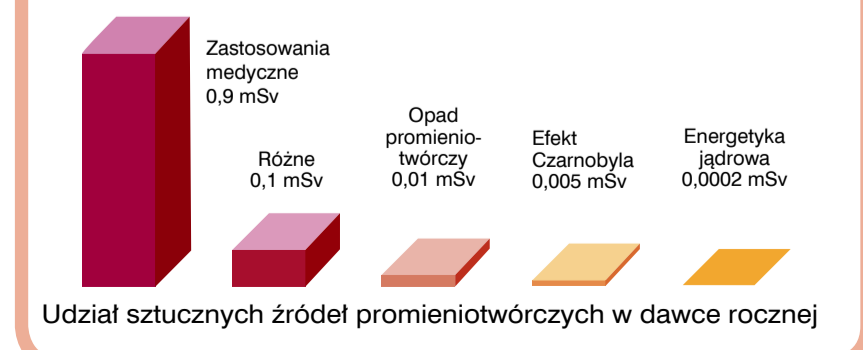 Zastosowania
medyczne
0,9 mSv
Różne
0,1 mSv
Opad
promienio-
twórczy
0,01 mSv
Efekt
Czarnobyla
0,005 mSv
Energetyka
jądrowa
0,0002 mSv
Udział sztucznych źródeł promieniotwórczych w dawce rocznej